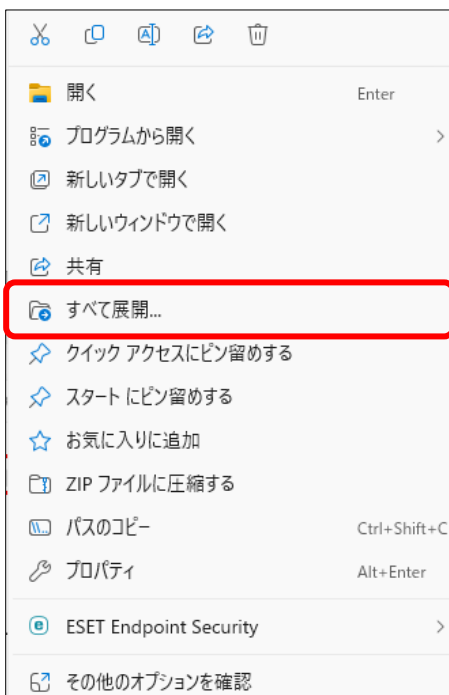 開く Enter
プログラムから開く
新しいタブで開く
新しいウィンドウで開く
共有
すべて展開...
クイック アクセスにピン留めする
スタート にピン留めする
お気に入りに追加
ZIP ファイルに圧縮する
パスのコピー Ctrl+Shift+C
プロパティ Alt+Enter
ESET Endpoint Security
その他のオプションを確認